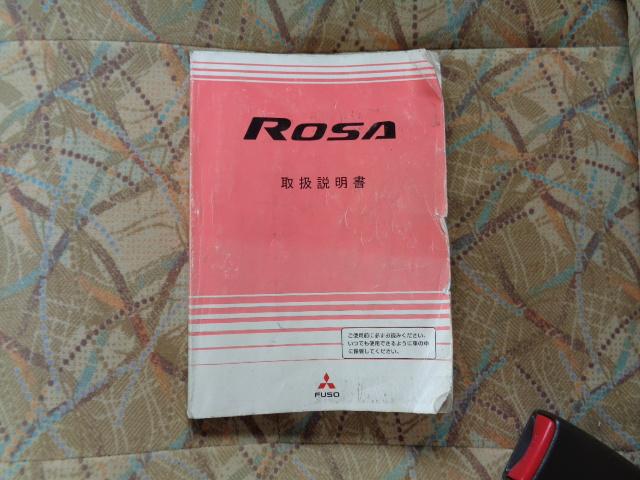 ROSA
取扱説明書
ご使用前に必ずお読みください。
いつでも使用できるように車の中
に保管してください。
FUSO